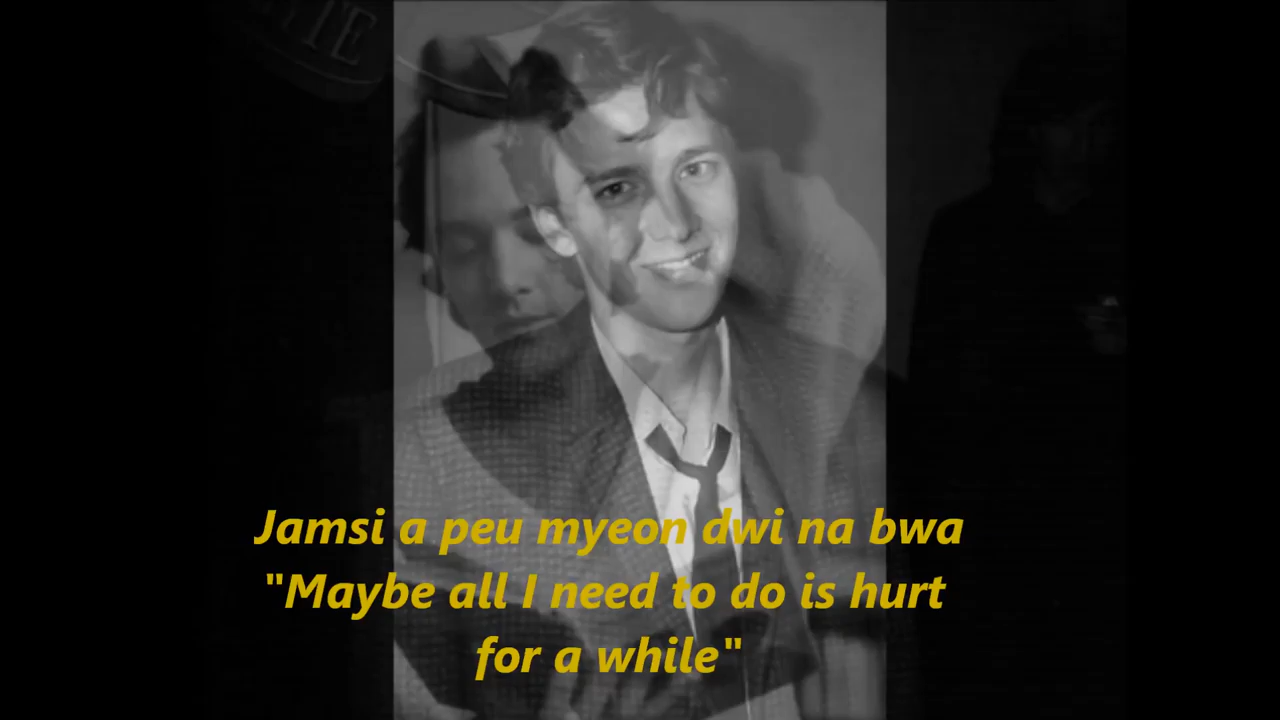 Jamsi a peu myeon dwi na bwa
"Maybe all I need to do is hurt
for a while"